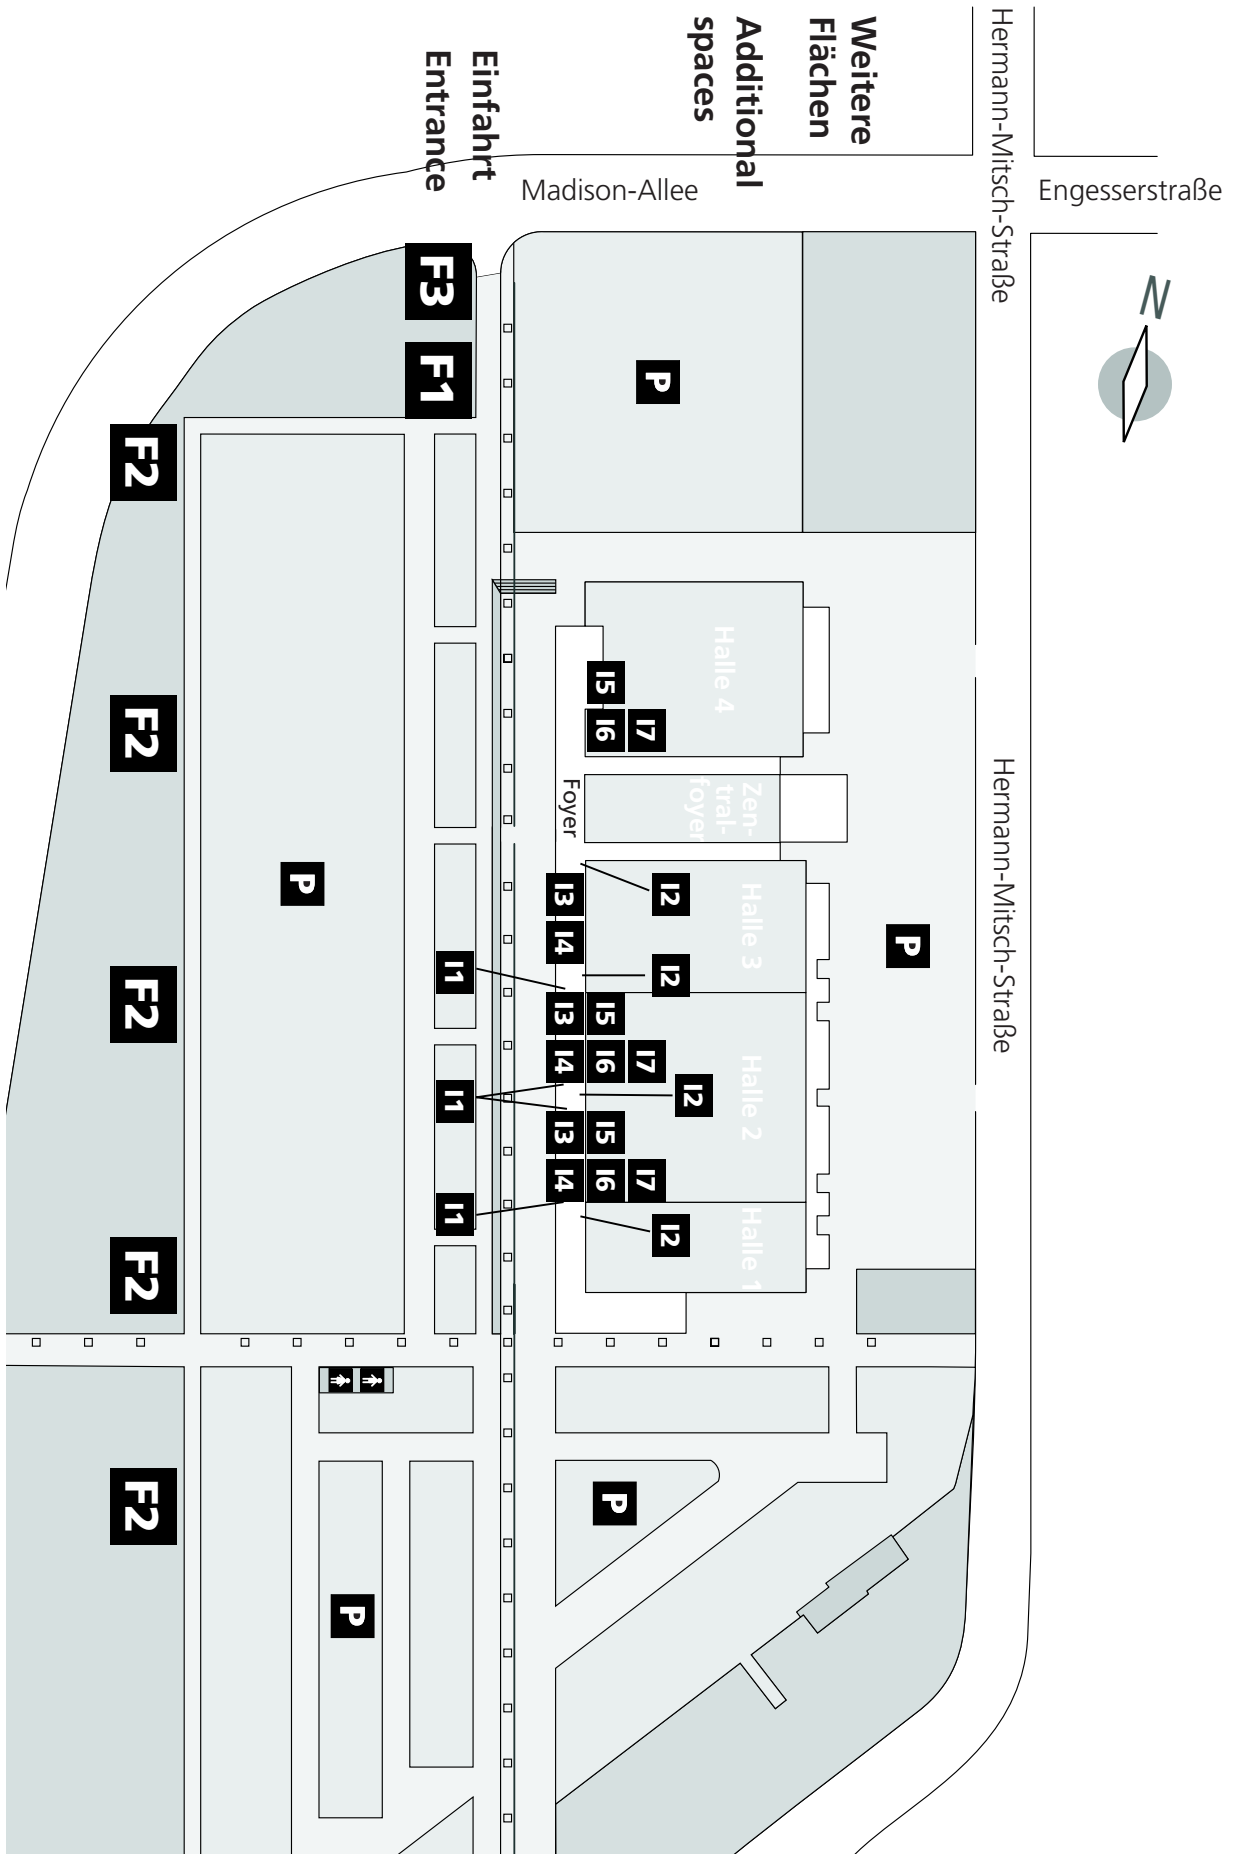 Weitere
Flächen
Additional
spaces
Einfahrt
Entrance
Hermann-Mitsch-Straße
Madison-Allee
Engesserstraße
N
F3
F1
P
F2
Halle 4
I5
I6
I7
F2
Zen-
tral-
foyer
Foyer
Hermann-Mitsch-Straße
P
P
Halle 3
I2
I3
I4
I2
I1
F2
I3
I5
I4
I6
I7
Halle 2
I2
I1
I3
I5
I4
I6
I7
I1
I2
Halle 1
F2
F2
P
P